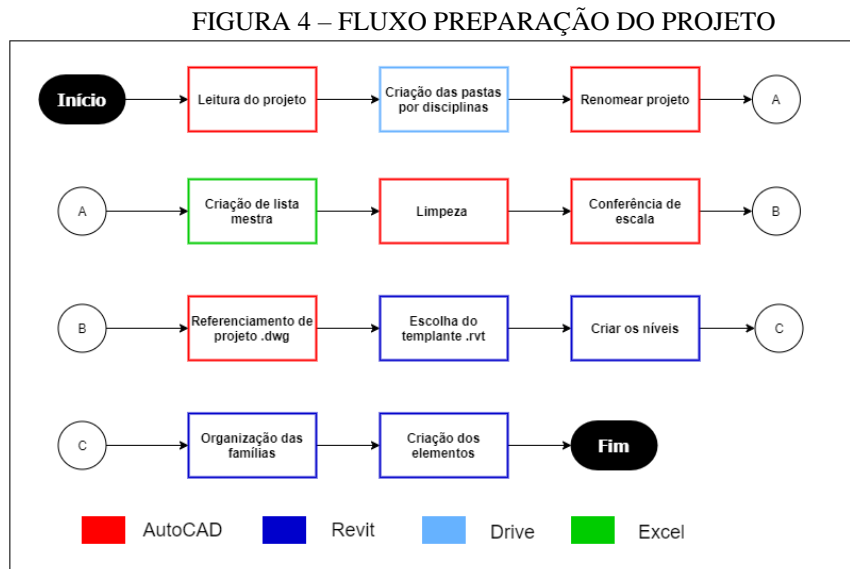 FIGURA 4 – FLUXO PREPARAÇÃO DO PROJETO
Início
Leitura do projeto
Criação das pastas
por disciplinas
Renomear projeto
A
A
Criação de lista
mestra
Limpeza
Conferência de
escala
B
B
Referenciamento de
projeto .dwg
Escolha do
templante .rvt
Criar os níveis
C
C
Organização das
famílias
Criação dos
elementos
Fim
AutoCAD
Revit
Drive
Excel